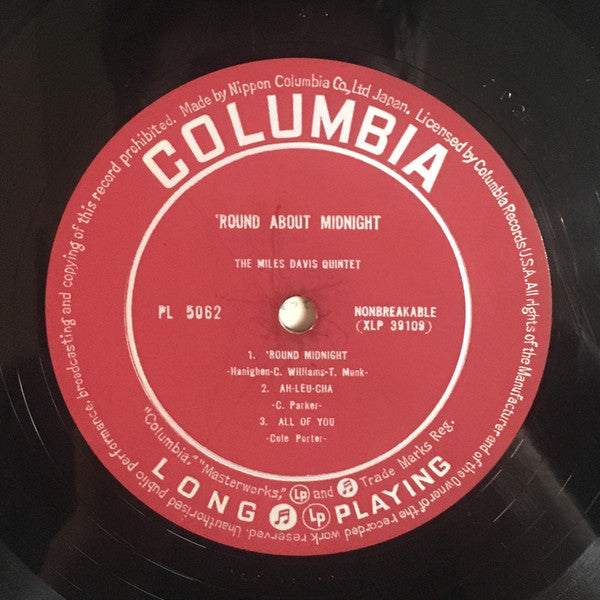 Made by Nippon Columbia Co., Ltd Japan. Licensed by Columbia Records U.S.A. All rights of the Manufacturer and of the Owner of the recorded work reserved. Unauthorised public performance, broadcasting and copying of this record prohibited.
COLUMBIA
'ROUND ABOUT MIDNIGHT
THE MILES DAVIS QUINTET
PL 5062
NONBREAKABLE
(XLP 39109)
1. 'ROUND MIDNIGHT
-Hanighen-C. Williams-T. Munk-
2. AH-LEU-CHA
-C. Parker-
3. ALL OF YOU
-Cole Porter-
"Columbia," "Masterworks," Lp and Trade Marks Reg.
LONG Lp PLAYING